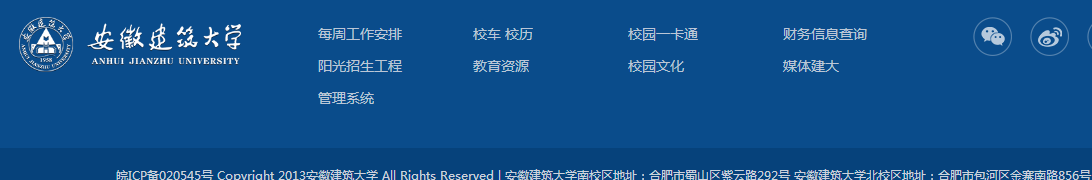 安徽建筑大学
ANHUI JIANZHU UNIVERSITY
1958
每周工作安排 校车 校历 校园一卡通 财务信息查询
阳光招生工程 教育资源 校园文化 媒体建大
管理系统
皖ICP备020545号 Copyright 2013安徽建筑大学 All Rights Reserved | 安徽建筑大学南校区地址：合肥市蜀山区紫云路292号 安徽建筑大学北校区地址：合肥市包河区金寨南路856号